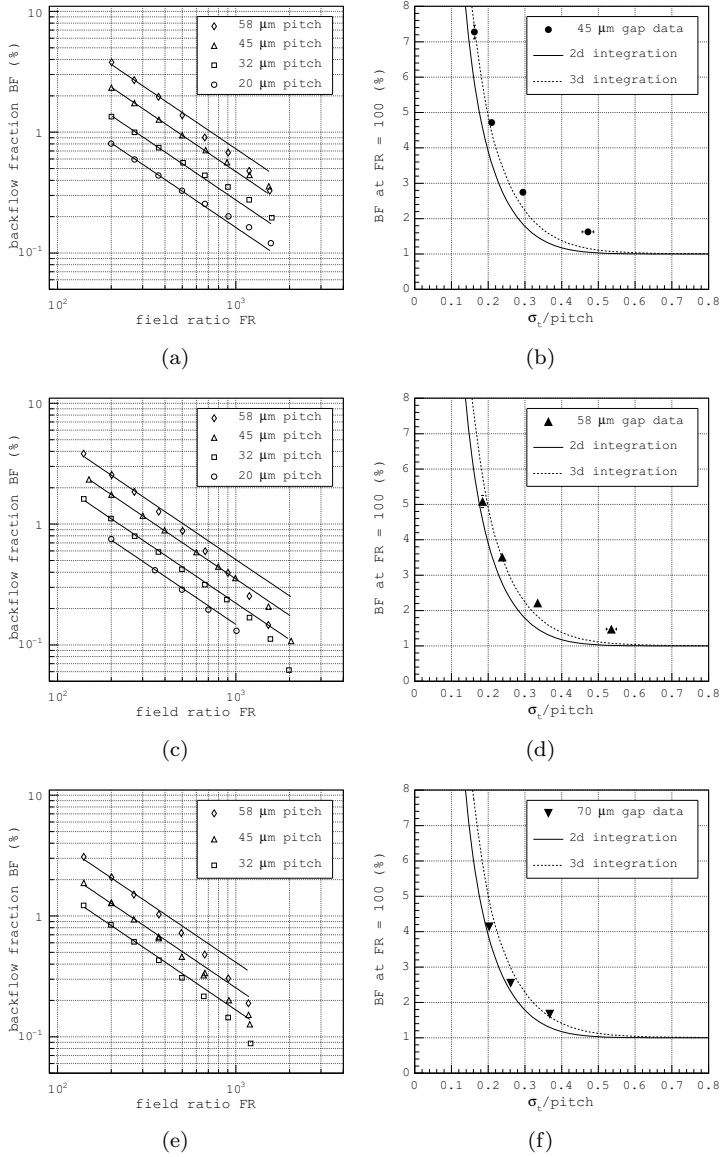 backflow fraction BF (%)
10
1
10⁻¹
58 μm pitch
45 μm pitch
32 μm pitch
20 μm pitch
10²
10³
field ratio FR
(a)
BF at FR = 100 (%)
8
7
6
5
4
3
2
1
0
45 μm gap data
2d integration
3d integration
0 0.1 0.2 0.3 0.4 0.5 0.6 0.7 0.8
σt/pitch
(b)
backflow fraction BF (%)
10
1
10⁻¹
58 μm pitch
45 μm pitch
32 μm pitch
20 μm pitch
10²
10³
field ratio FR
(c)
BF at FR = 100 (%)
8
7
6
5
4
3
2
1
0
58 μm gap data
2d integration
3d integration
0 0.1 0.2 0.3 0.4 0.5 0.6 0.7 0.8
σt/pitch
(d)
backflow fraction BF (%)
10
1
10⁻¹
58 μm pitch
45 μm pitch
32 μm pitch
10²
10³
field ratio FR
(e)
BF at FR = 100 (%)
8
7
6
5
4
3
2
1
0
70 μm gap data
2d integration
3d integration
0 0.1 0.2 0.3 0.4 0.5 0.6 0.7 0.8
σt/pitch
(f)